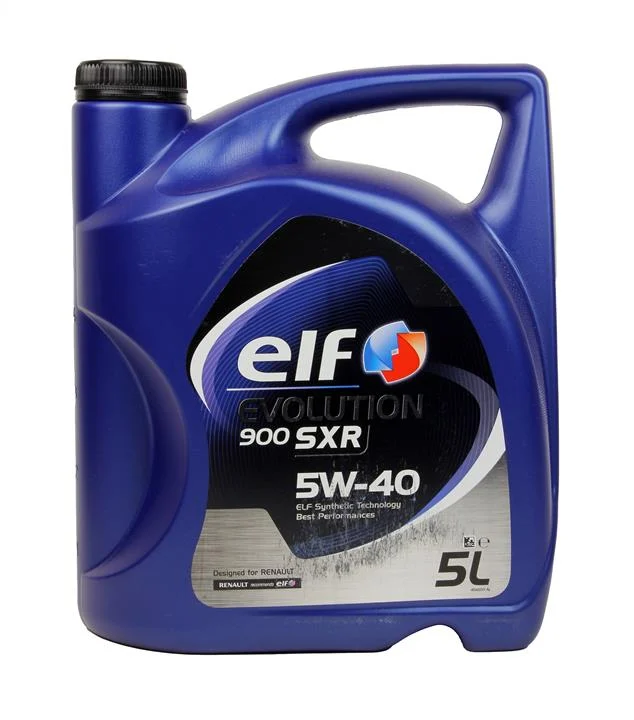 elf
EVOLUTION
900 SXR
5W-40
ELF Synthetic Technology
Best Performances
Designed for RENAULT
RENAULT recommends elf
e
5L